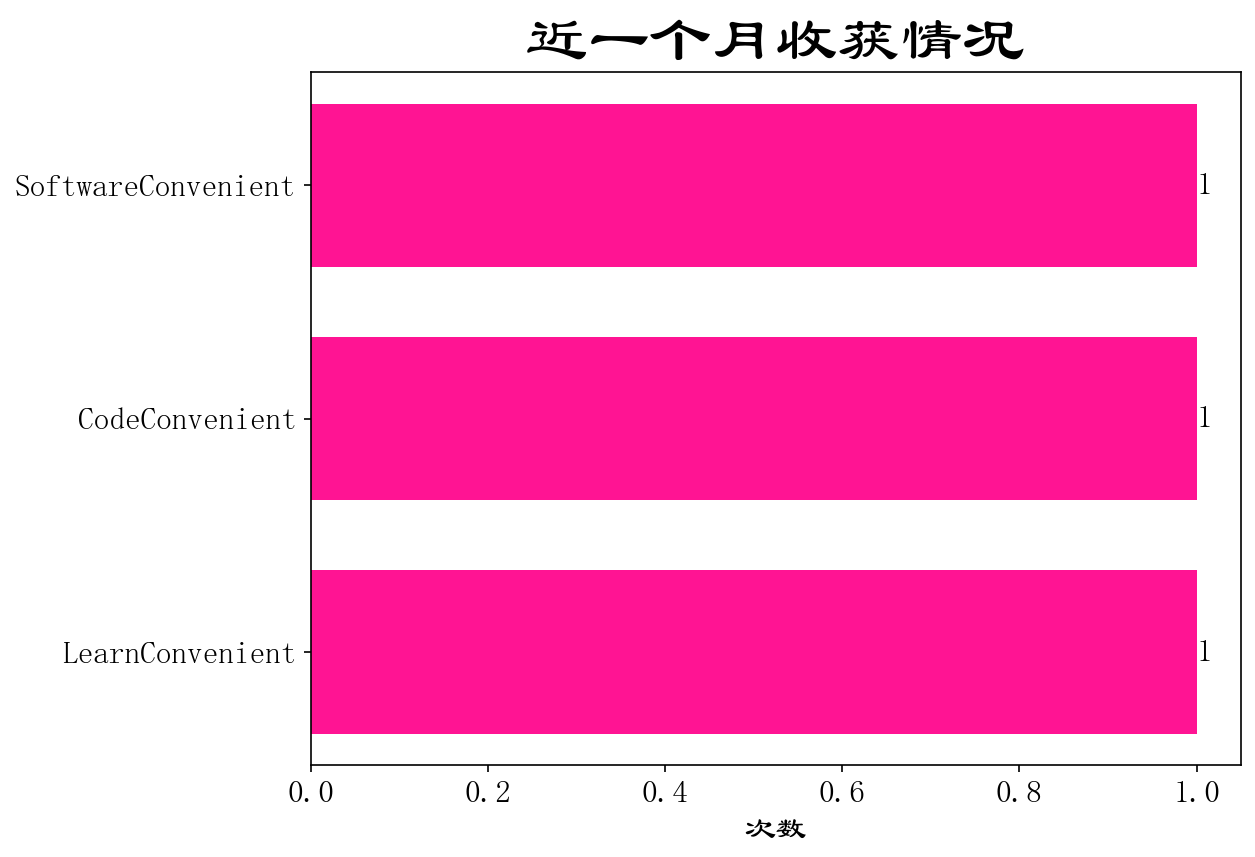 近一个月收获情况
SoftwareConvenient
1
CodeConvenient
1
LearnConvenient
1
0.0 0.2 0.4 0.6 0.8 1.0
次数